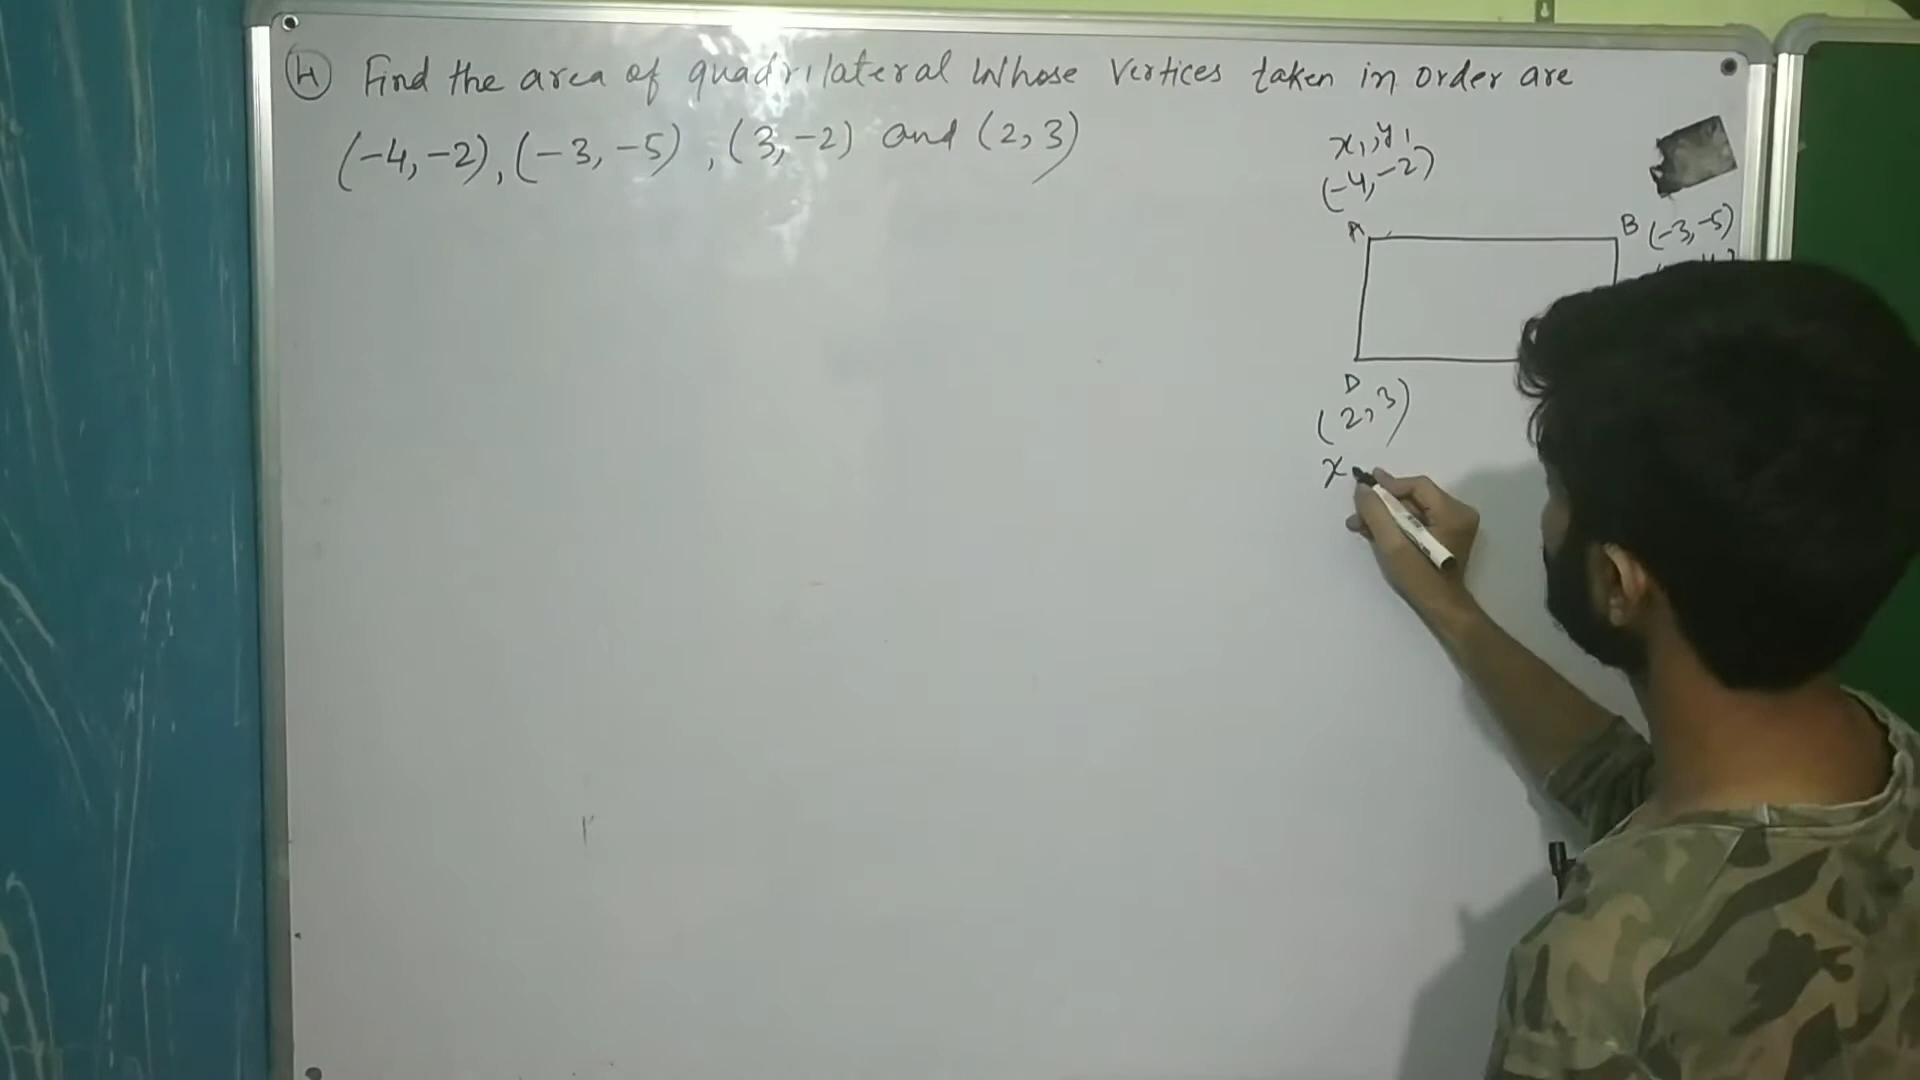 ④ Find the area of quadrilateral whose vertices taken in order are
(-4, -2), (-3, -5), (3, -2) and (2, 3)
x₁, y₁
(-4, -2)
A
B (-3, -5)
D
(2, 3)
x